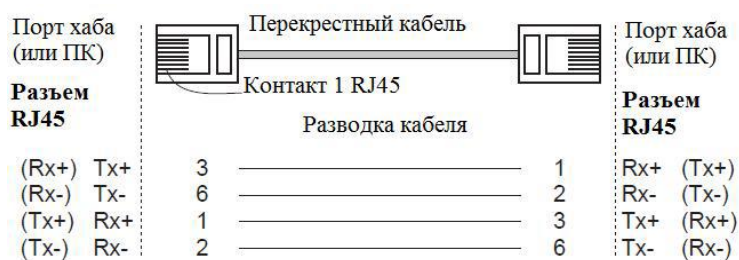 Порт хаба Перекрестный кабель Порт хаба
(или ПК) (или ПК)
Контакт 1 RJ45
Разъем Разъем
RJ45 Разводка кабеля RJ45
(Rx+) Tx+ 3 1 Rx+ (Tx+)
(Rx-) Tx- 6 2 Rx- (Tx-)
(Tx+) Rx+ 1 3 Tx+ (Rx+)
(Tx-) Rx- 2 6 Tx- (Rx-)